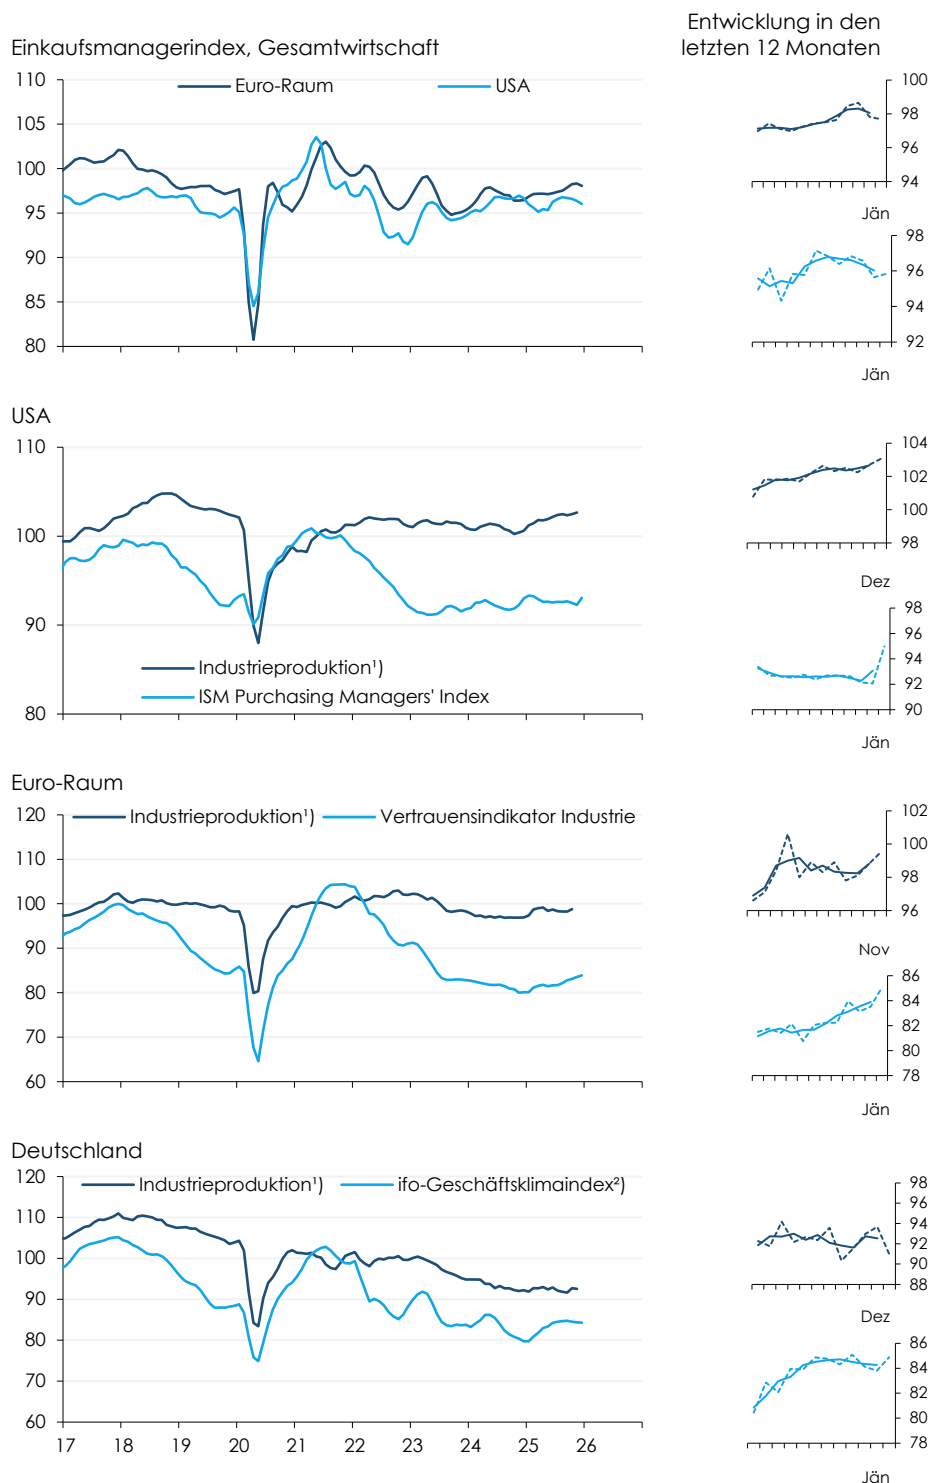 Entwicklung in den
letzten 12 Monaten
Einkaufsmanagerindex, Gesamtwirtschaft
110
105
100
95
90
85
80
Euro-Raum
USA
100
98
96
94
Jän
98
96
94
92
Jän
USA
110
100
90
80
Industrieproduktion¹)
ISM Purchasing Managers' Index
104
102
100
98
Dez
98
96
94
92
90
Jän
Euro-Raum
120
110
100
90
80
70
60
Industrieproduktion¹)
Vertrauensindikator Industrie
102
100
98
96
Nov
86
84
82
80
78
Jän
Deutschland
120
110
100
90
80
70
60
Industrieproduktion¹)
ifo-Geschäftsklimaindex²)
17 18 19 20 21 22 23 24 25 26
98
96
94
92
90
88
Dez
86
84
82
80
78
Jän